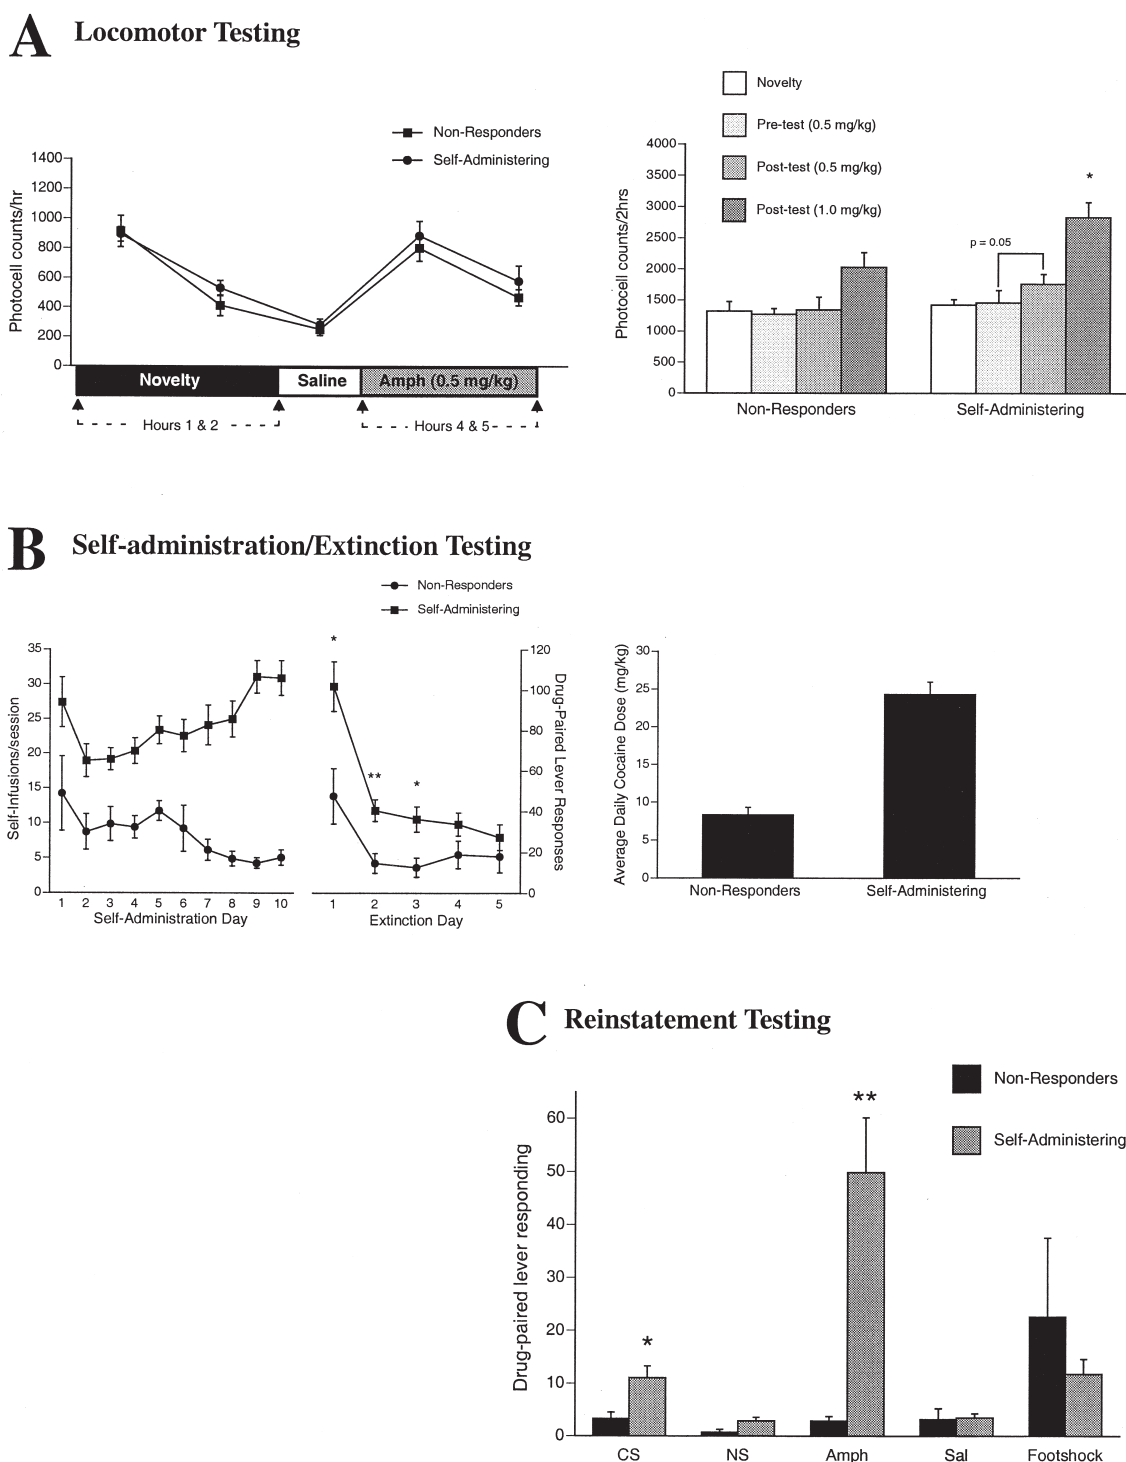 A Locomotor Testing
Non-Responders
Self-Administering
1400
1200
1000
800
600
400
200
0
Photocell counts/hr
Novelty
Saline
Amph (0.5 mg/kg)
Hours 1 & 2
Hours 4 & 5
Novelty
Pre-test (0.5 mg/kg)
Post-test (0.5 mg/kg)
Post-test (1.0 mg/kg)
4000
3500
3000
2500
2000
1500
1000
500
0
Photocell counts/2hrs
p = 0.05
*
Non-Responders
Self-Administering
B Self-administration/Extinction Testing
Non-Responders
Self-Administering
35
30
25
20
15
10
5
0
Self-Infusions/session
1 2 3 4 5 6 7 8 9 10
Self-Administration Day
*
**
*
120
100
80
60
40
20
0
Drug-Paired Lever Responses
1 2 3 4 5
Extinction Day
30
25
20
15
10
5
0
Average Daily Cocaine Dose (mg/kg)
Non-Responders
Self-Administering
C Reinstatement Testing
Non-Responders
Self-Administering
60
50
40
30
20
10
0
Drug-paired lever responding
*
**
CS NS Amph Sal Footshock